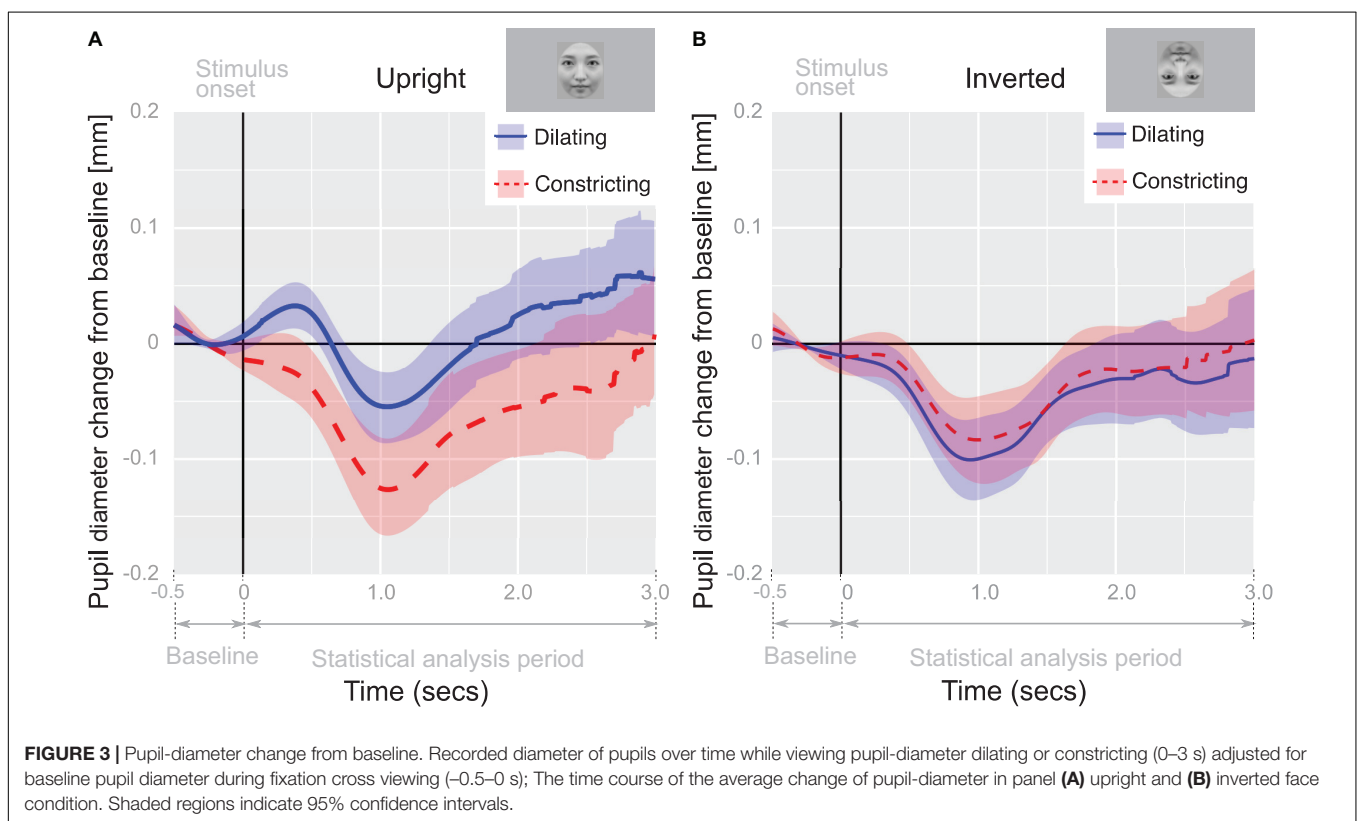 A
Stimulus
onset
Upright
Dilating
Constricting
Pupil diameter change from baseline [mm]
0.2
0.1
0
-0.1
-0.2
-0.5
0
1.0
2.0
3.0
Baseline
Statistical analysis period
Time (secs)
B
Stimulus
onset
Inverted
Dilating
Constricting
Pupil diameter change from baseline [mm]
0.2
0.1
0
-0.1
-0.2
-0.5
0
1.0
2.0
3.0
Baseline
Statistical analysis period
Time (secs)
FIGURE 3 | Pupil-diameter change from baseline. Recorded diameter of pupils over time while viewing pupil-diameter dilating or constricting (0–3 s) adjusted for
baseline pupil diameter during fixation cross viewing (–0.5–0 s); The time course of the average change of pupil-diameter in panel (A) upright and (B) inverted face
condition. Shaded regions indicate 95% confidence intervals.